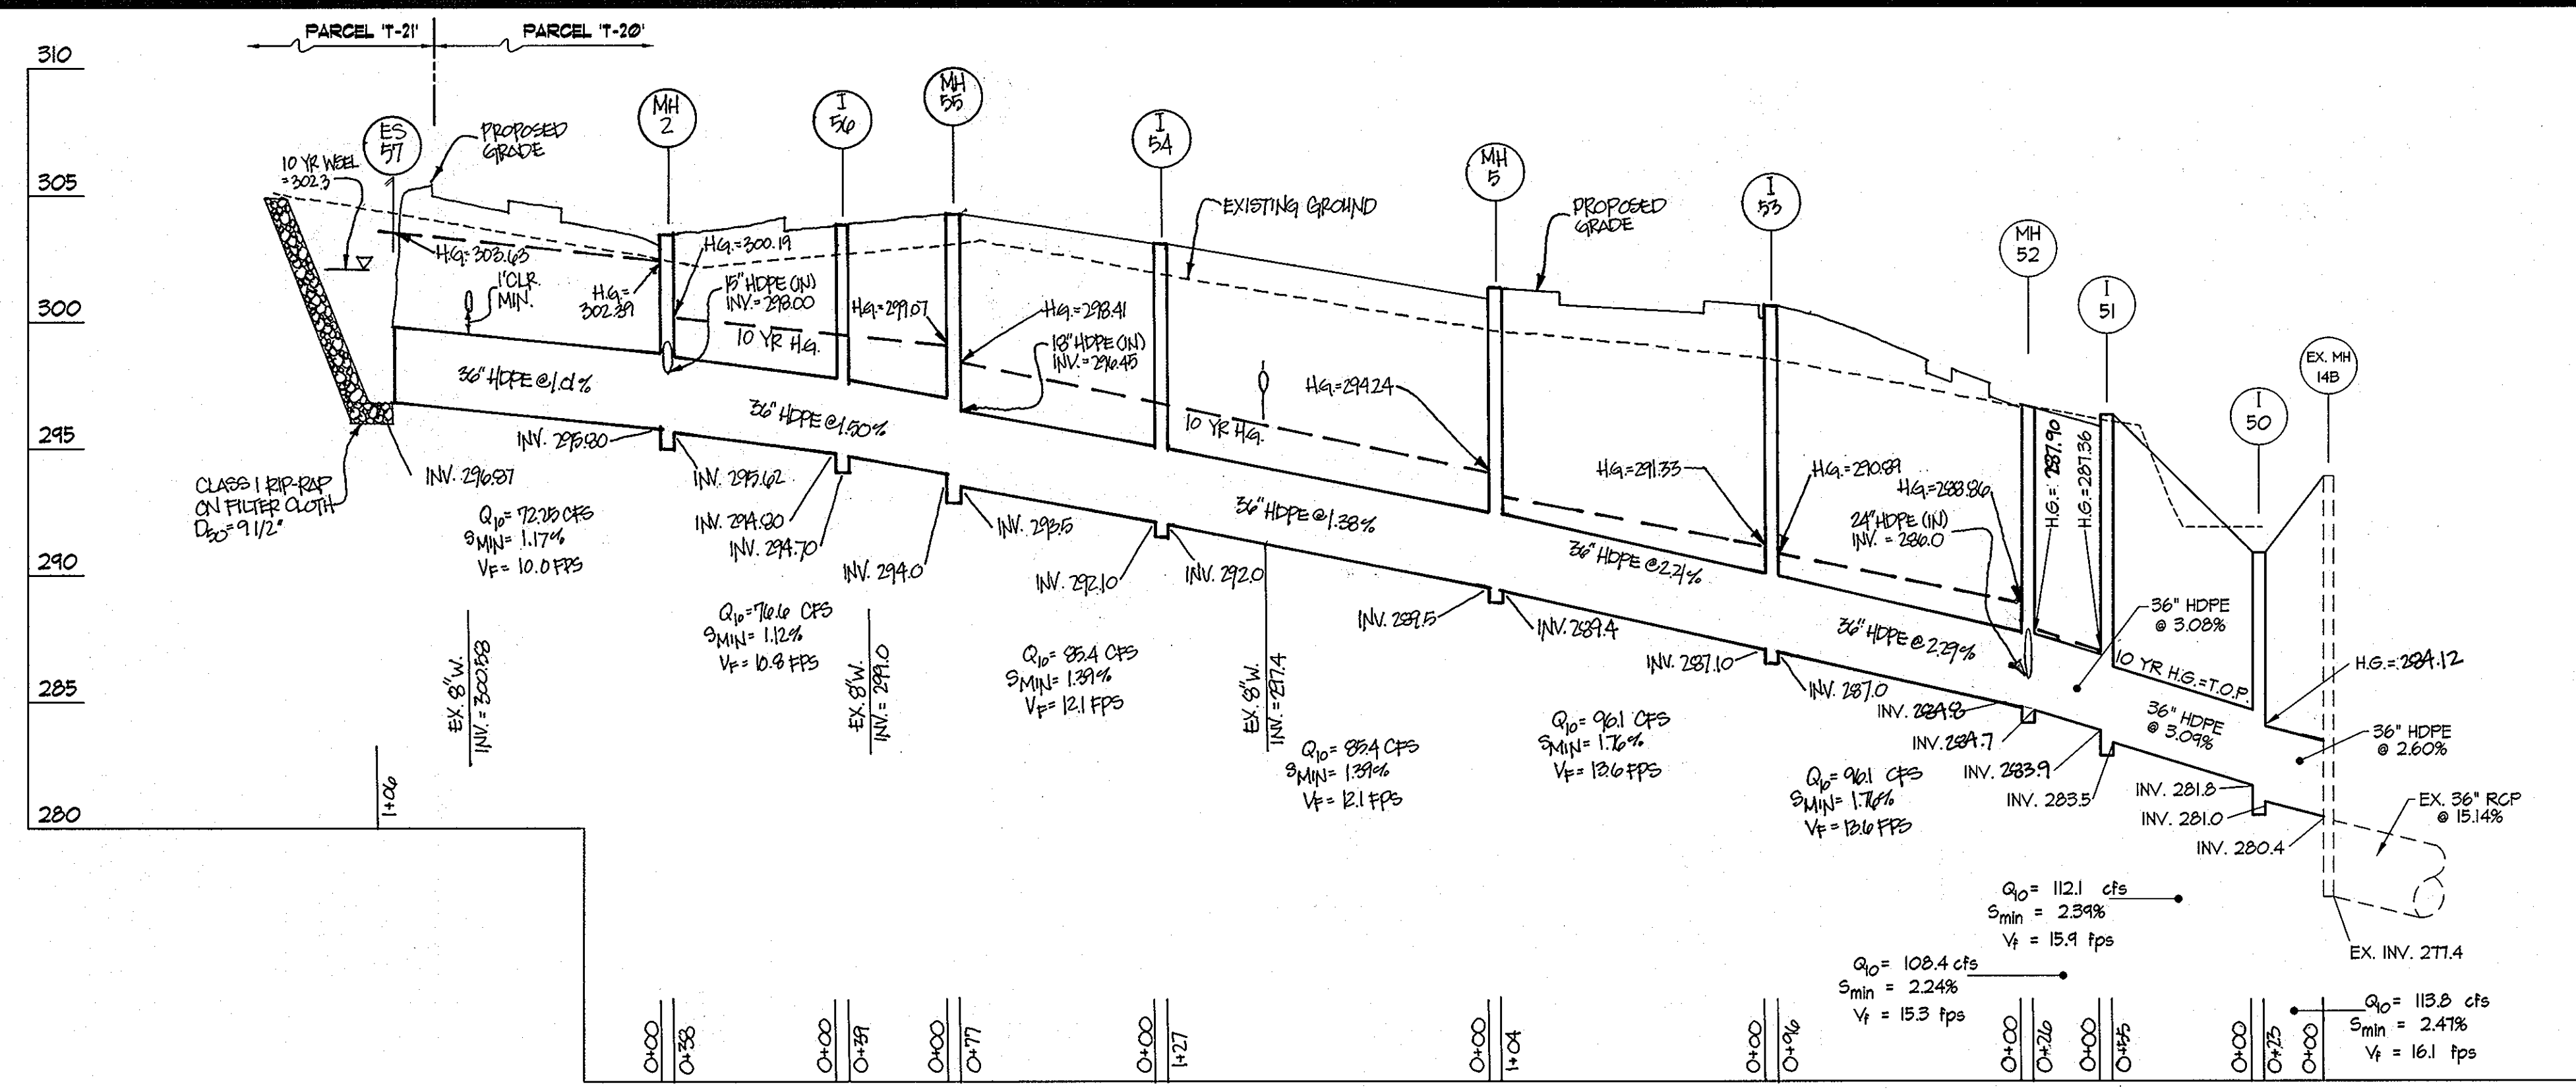 PARCEL 'T-21'
PARCEL 'T-20'
310
305
300
295
290
285
280
ES
57
MH
2
I
56
MH
55
I
54
MH
5
I
53
MH
52
I
51
I
50
EX. MH
14B
10 YR WSEL
=302.3
PROPOSED
GRADE
H.G.=303.63
1' CLR.
MIN.
H.G.=
302.39
H.G.=300.19
15" HDPE (IN)
INV.=298.00
10 YR H.G.
H.G.=299.07
H.G.=298.41
18" HDPE (IN)
INV.=296.45
EXISTING GROUND
PROPOSED
GRADE
10 YR H.G.
H.G.=294.24
H.G.=291.33
H.G.=290.89
H.G.=288.86
24" HDPE (IN)
INV. = 286.0
H.G.= 287.90
H.G.=287.36
36" HDPE
@ 3.08%
10 YR H.G.=T.O.P.
H.G.=284.12
36" HDPE
@ 3.09%
36" HDPE
@ 2.60%
EX. 36" RCP
@ 15.14%
36" HDPE @1.01%
36" HDPE @1.50%
36" HDPE @1.38%
36" HDPE @2.21%
36" HDPE @2.29%
CLASS I RIP-RAP
ON FILTER CLOTH
D50=9 1/2"
INV. 296.87
INV. 295.80
INV. 295.62
INV. 294.80
INV. 294.70
INV. 294.0
INV. 293.5
INV. 292.10
INV. 292.0
INV. 289.5
INV. 289.4
INV. 287.10
INV. 287.0
INV. 284.8
INV. 284.7
INV. 283.9
INV. 283.5
INV. 281.8
INV. 281.0
INV. 280.4
EX. INV. 277.4
Q10= 72.25 CFS
SMIN= 1.17%
VF= 10.0 FPS
Q10=76.6 CFS
SMIN= 1.12%
VF= 10.8 FPS
Q10= 85.4 CFS
SMIN= 1.39%
VF= 12.1 FPS
Q10= 85.4 CFS
SMIN= 1.39%
VF= 12.1 FPS
Q10= 96.1 CFS
SMIN= 1.76%
VF= 13.6 FPS
Q10= 96.1 CFS
SMIN= 1.76%
VF= 13.6 FPS
Q10= 112.1 cfs
Smin = 2.39%
Vf = 15.9 fps
Q10= 108.4 cfs
Smin = 2.24%
Vf = 15.3 fps
Q10= 113.8 cfs
Smin = 2.47%
Vf = 16.1 fps
EX. 8"W.
INV.= 300.58
EX. 8"W.
INV.= 299.0
EX. 8"W.
INV.=297.4
1+06
0+00
0+38
0+00
0+39
0+00
0+77
0+00
1+27
0+00
1+04
0+00
0+96
0+00
0+26
0+00
0+55
0+00
0+23
0+00